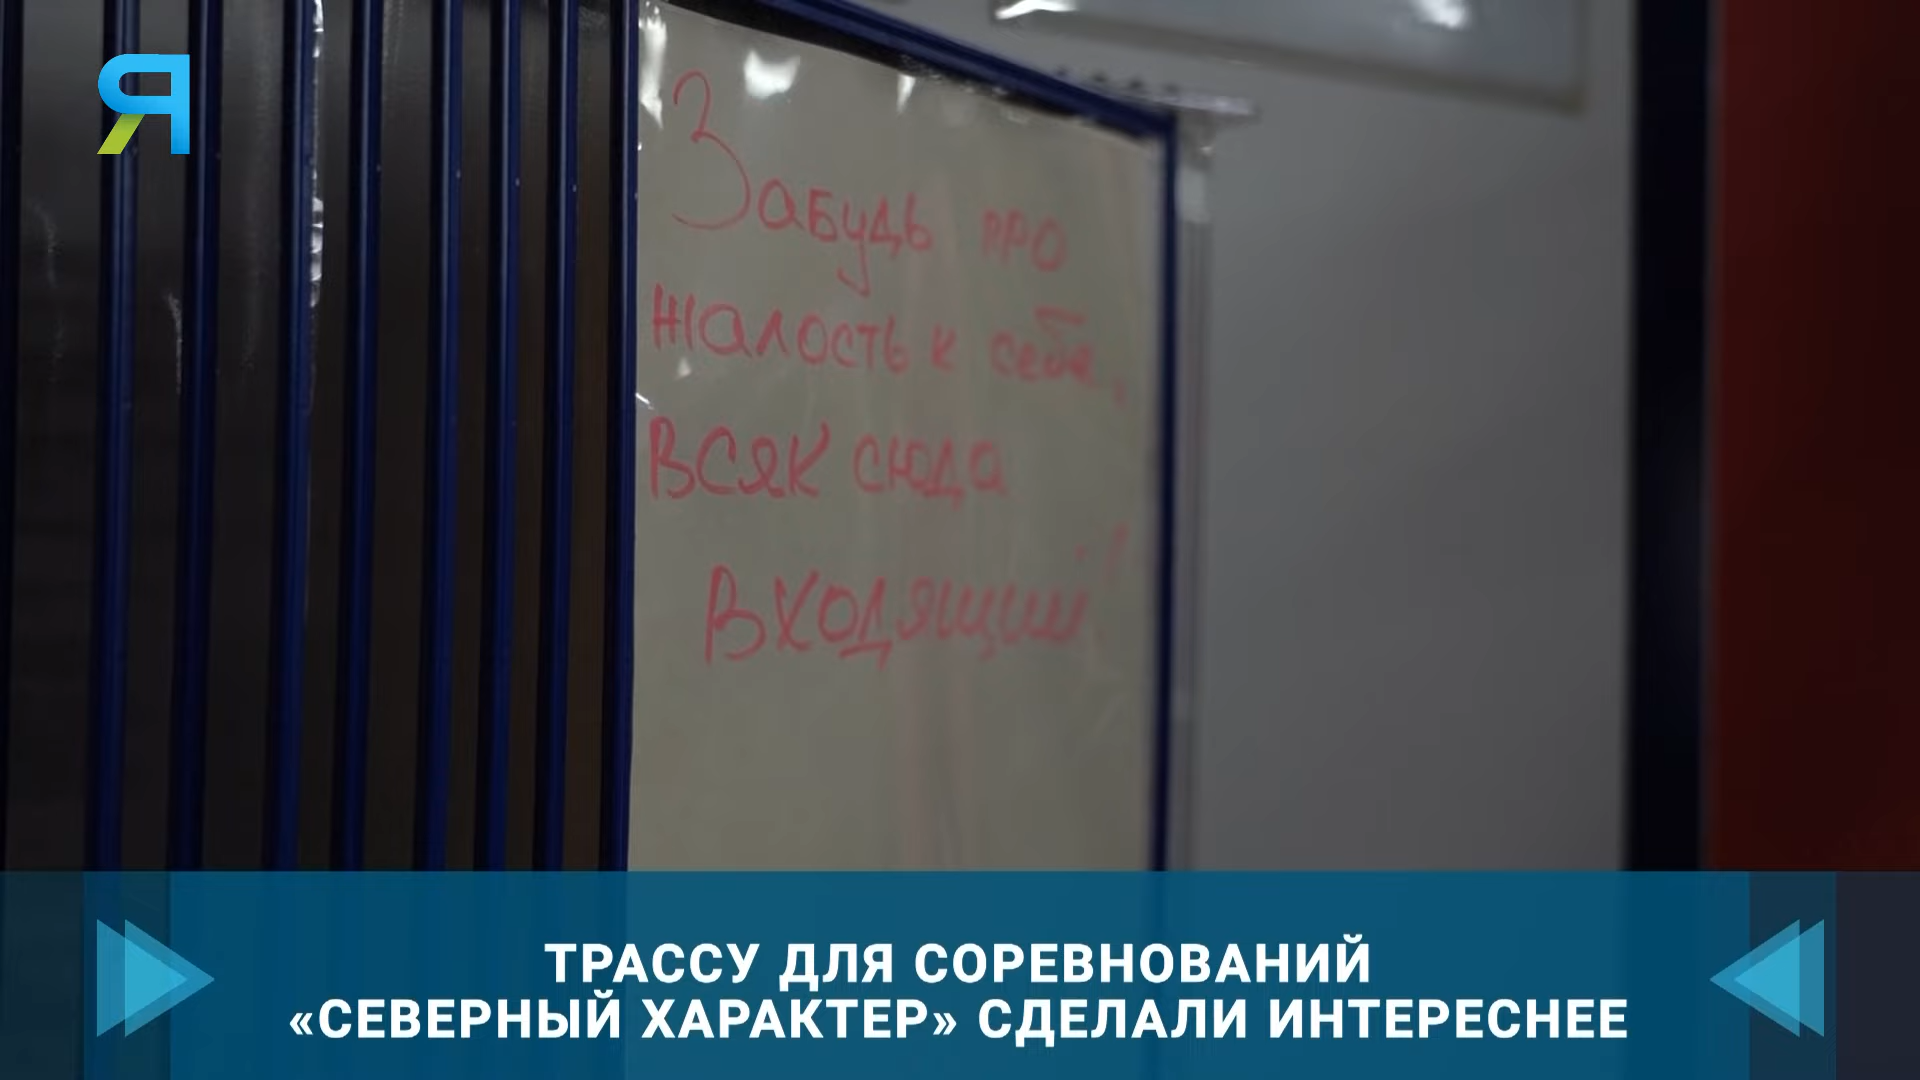 Я
Забудь про
жалость к себе,
всяк сюда
входящий!
ТРАССУ ДЛЯ СОРЕВНОВАНИЙ
«СЕВЕРНЫЙ ХАРАКТЕР» СДЕЛАЛИ ИНТЕРЕСНЕЕ